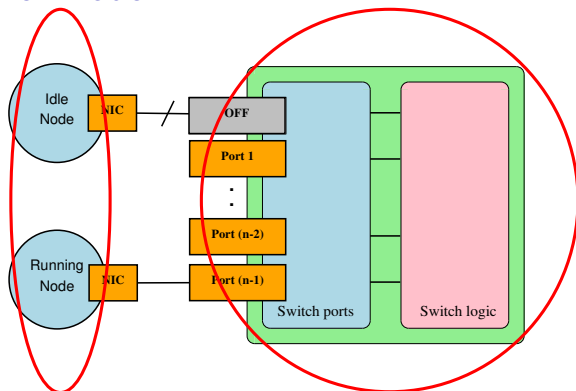 Idle
Node
NIC
OFF
Port 1
:
Port (n-2)
Running
Node
NIC
Port (n-1)
Switch ports
Switch logic